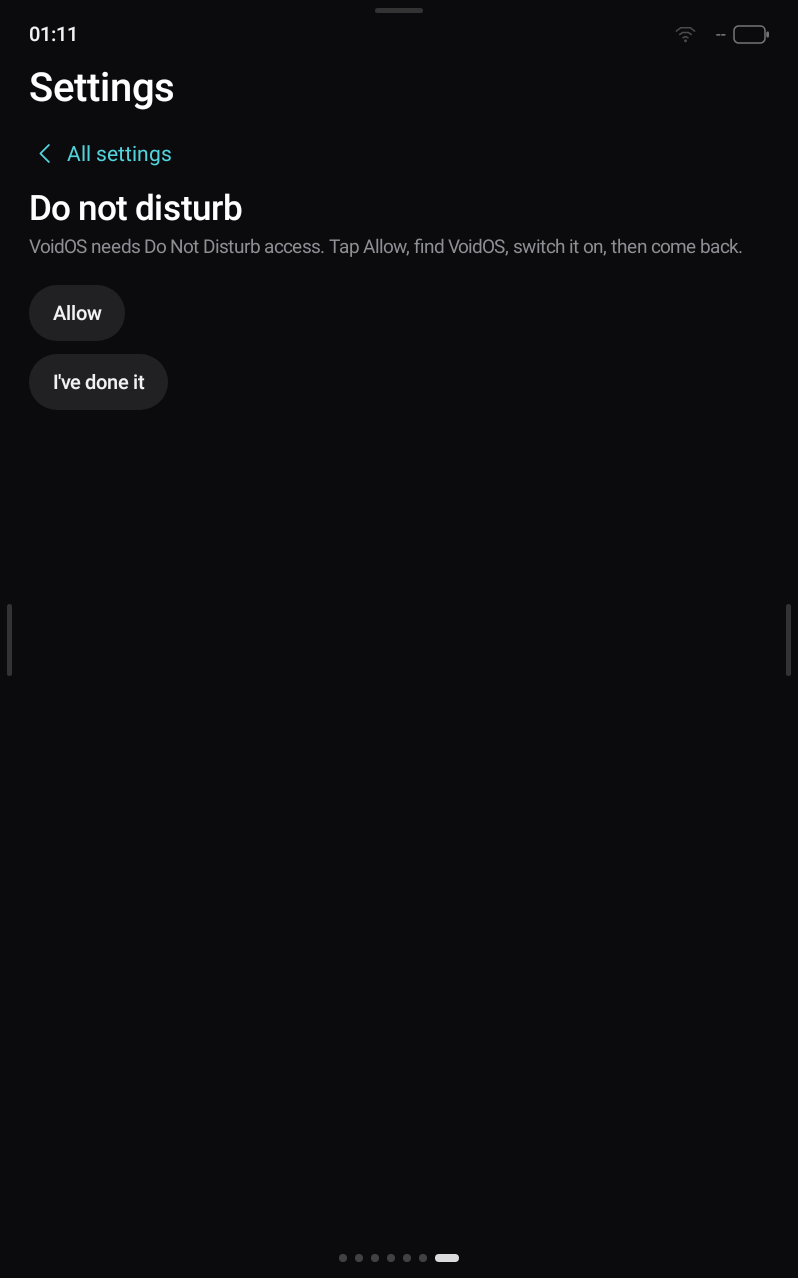 01:11
--
Settings
All settings
Do not disturb
VoidOS needs Do Not Disturb access. Tap Allow, find VoidOS, switch it on, then come back.
Allow
I've done it